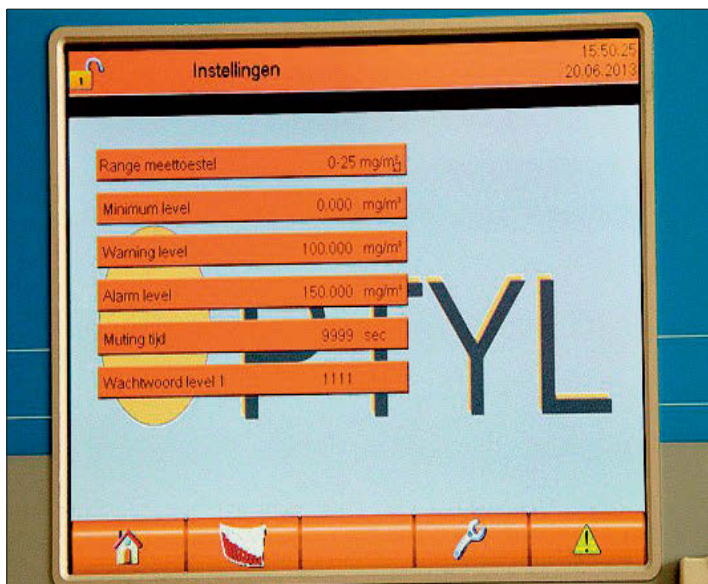 Instellingen
15:50:25
20.06.2013
Range meettoestel 0-25 mg/m³
Minimum level 0.000 mg/m³
Warning level 100.000 mg/m³
Alarm level 150.000 mg/m³
Muting tijd 9999 sec
Wachtwoord level 1 1111
OPTYL